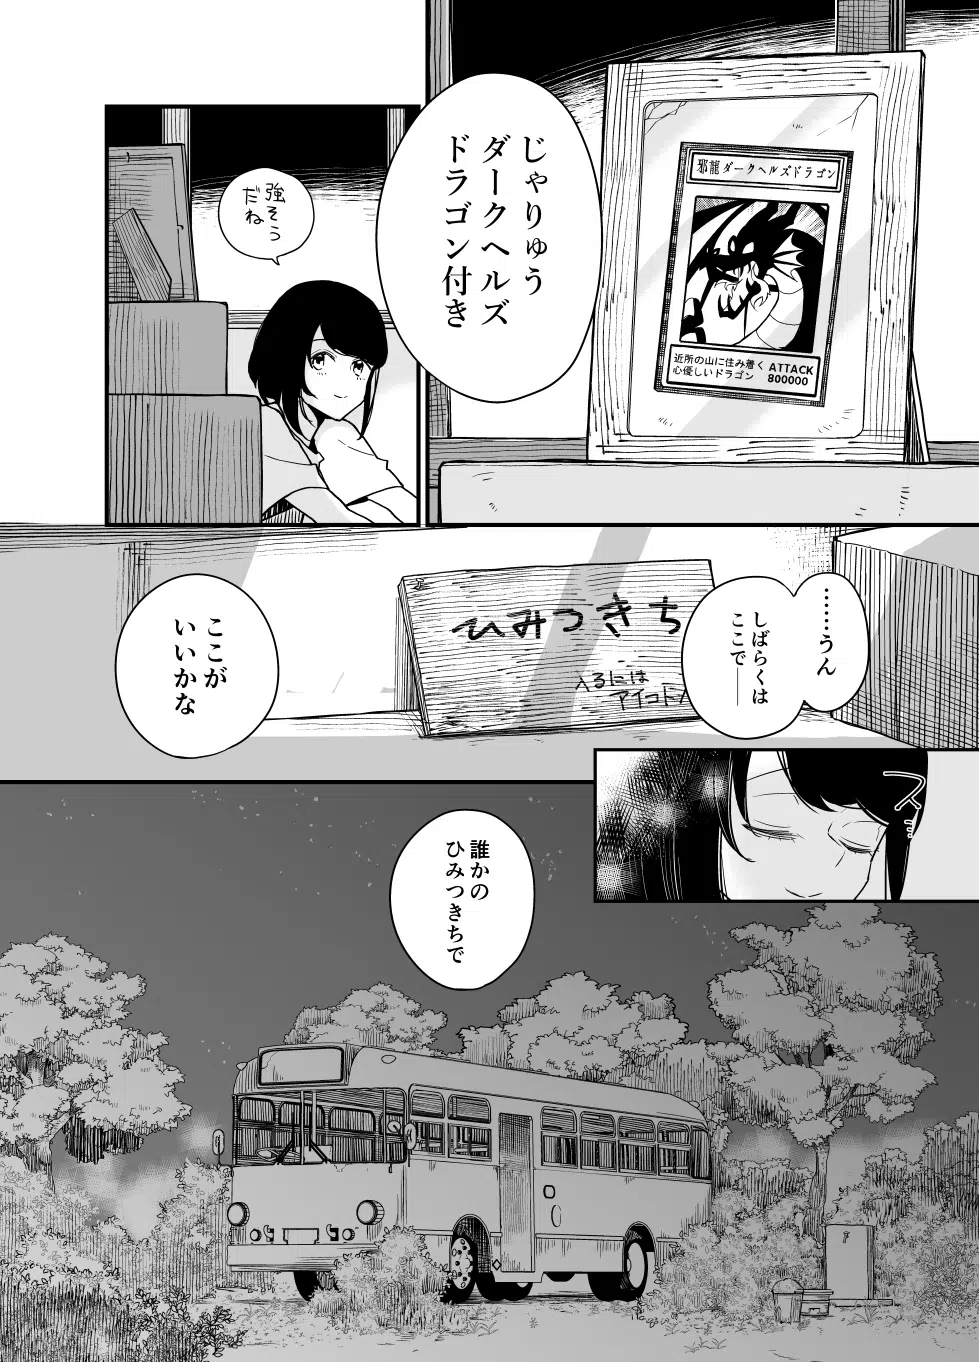 じゃりゅう
ダークヘルズ
ドラゴン付き
邪龍ダークヘルズドラゴン
近所の山に住み着く
心優しいドラゴン
ATTACK
800000
強そう
だね
……うん
しばらくは
ここで――
ひみつきち
入るには
アイコト
ここが
いいかな
スゥ
誰かの
ひみつきちで